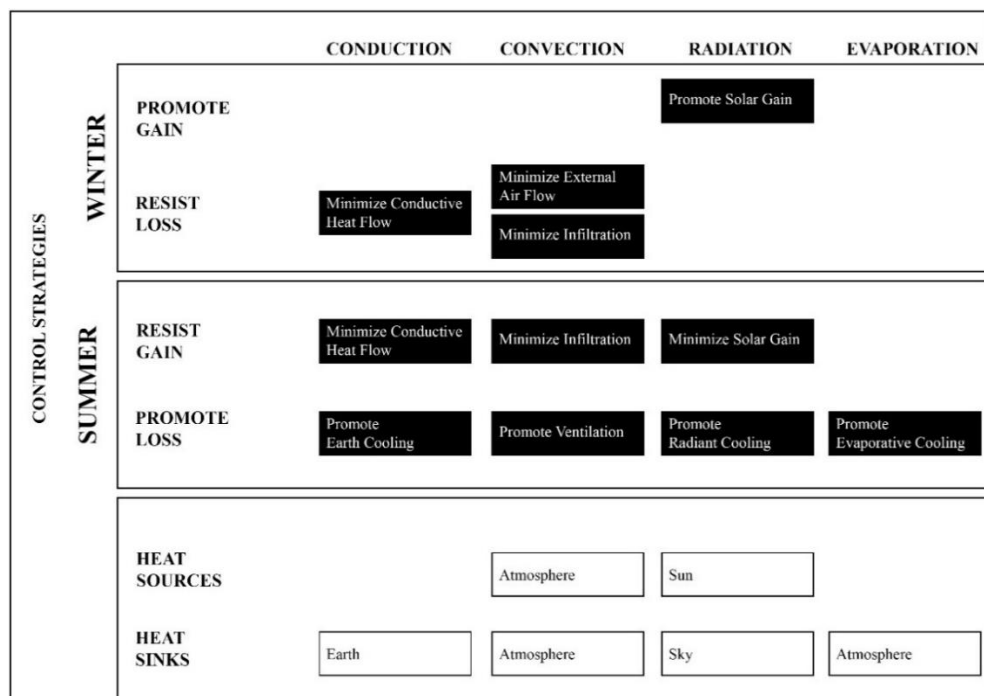 CONDUCTION CONVECTION RADIATION EVAPORATION
CONTROL STRATEGIES
WINTER
PROMOTE
GAIN
Promote Solar Gain
RESIST
LOSS
Minimize Conductive
Heat Flow
Minimize External
Air Flow
Minimize Infiltration
SUMMER
RESIST
GAIN
Minimize Conductive
Heat Flow
Minimize Infiltration
Minimize Solar Gain
PROMOTE
LOSS
Promote
Earth Cooling
Promote Ventilation
Promote
Radiant Cooling
Promote
Evaporative Cooling
HEAT
SOURCES
Atmosphere
Sun
HEAT
SINKS
Earth
Atmosphere
Sky
Atmosphere